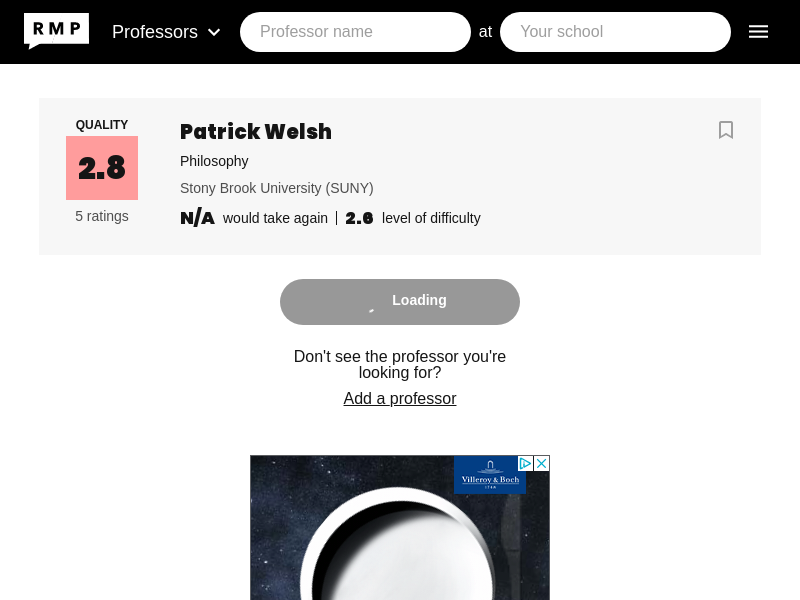 RMP Professors Professor name at Your school
QUALITY
2.8
5 ratings
Patrick Welsh
Philosophy
Stony Brook University (SUNY)
N/A would take again 2.6 level of difficulty
Loading
Don't see the professor you're
looking for?
Add a professor
Villeroy & Boch
1748